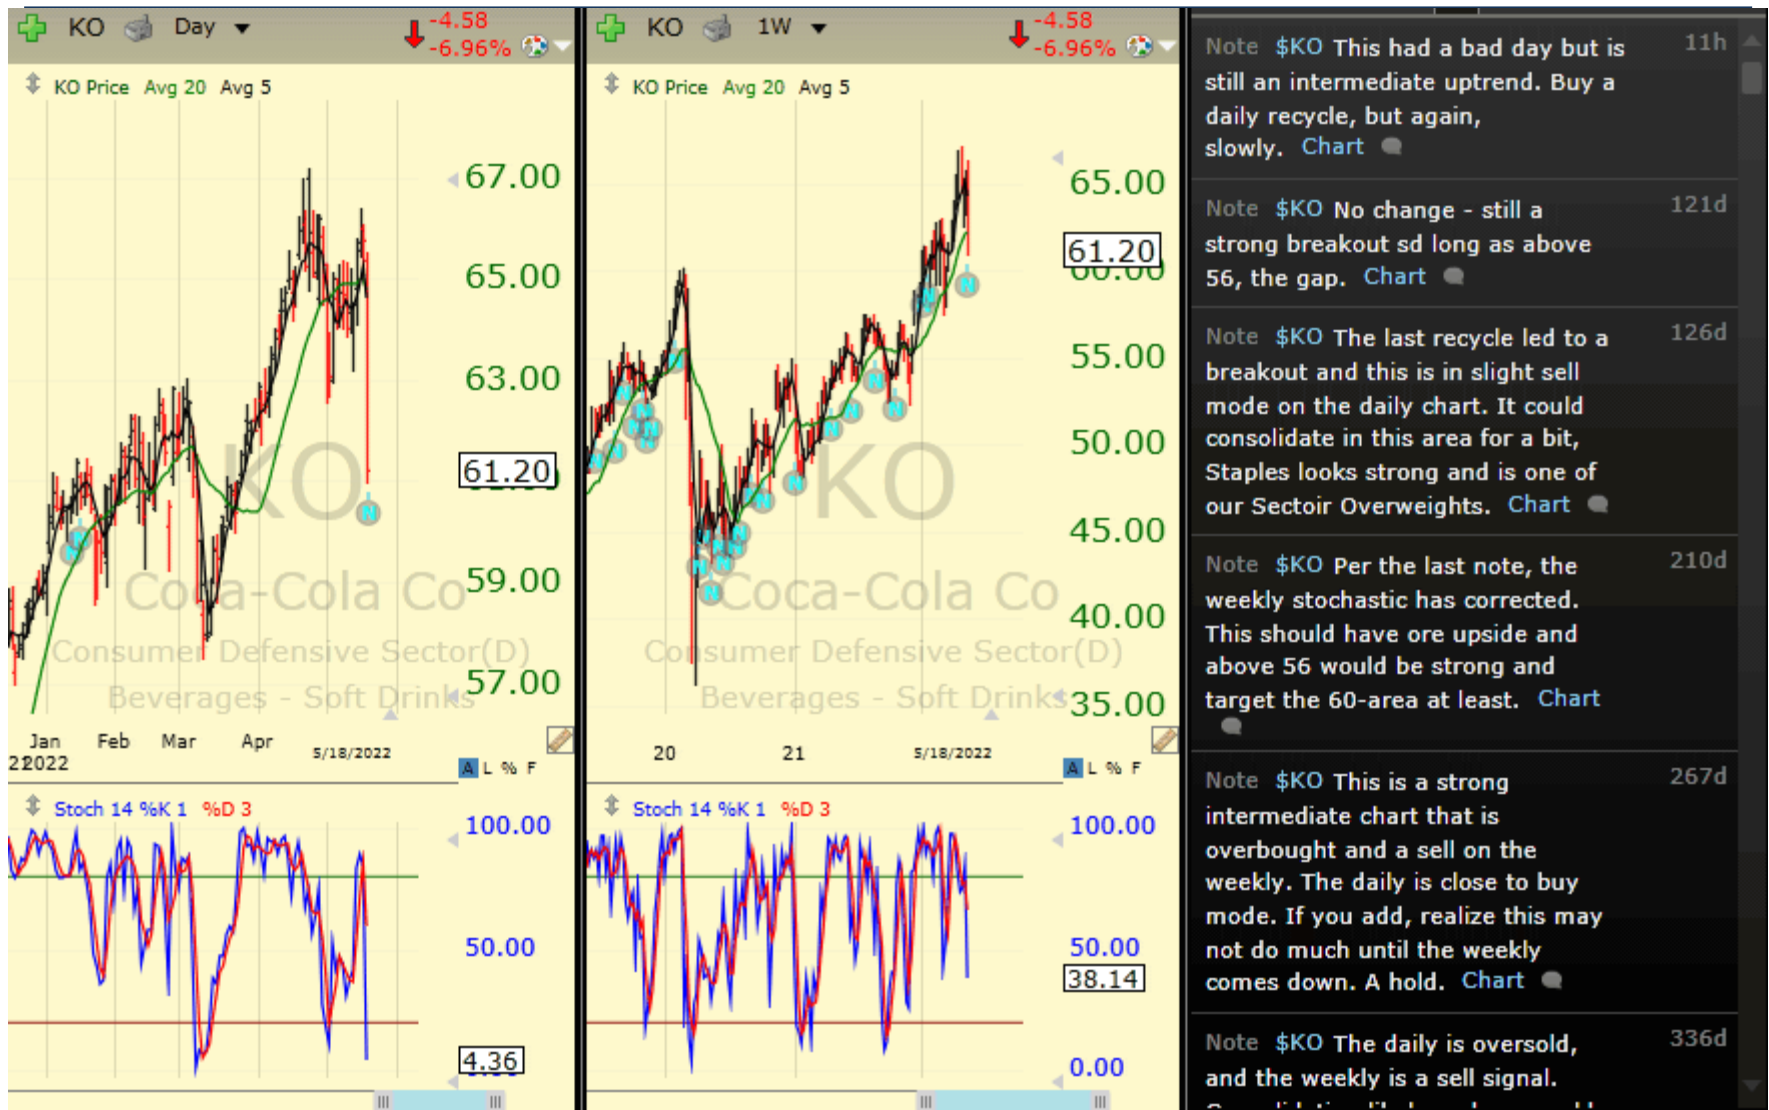 KO Day
-4.58
-6.96%
KO Price Avg 20 Avg 5
67.00
65.00
63.00
61.20
59.00
57.00
KO
Coca-Cola Co
Consumer Defensive Sector(D)
Beverages - Soft Drinks
Jan Feb Mar Apr 5/18/2022
2022
A L % F
Stoch 14 %K 1 %D 3
100.00
50.00
4.36
KO 1W
-4.58
-6.96%
KO Price Avg 20 Avg 5
65.00
61.20
60.00
55.00
50.00
45.00
40.00
35.00
KO
Coca-Cola Co
Consumer Defensive Sector(D)
Beverages - Soft Drinks
20 21 5/18/2022
A L % F
Stoch 14 %K 1 %D 3
100.00
50.00
38.14
0.00
Note $KO This had a bad day but is 11h
still an intermediate uptrend. Buy a
daily recycle, but again,
slowly. Chart
Note $KO No change - still a 121d
strong breakout sd long as above
56, the gap. Chart
Note $KO The last recycle led to a 126d
breakout and this is in slight sell
mode on the daily chart. It could
consolidate in this area for a bit,
Staples looks strong and is one of
our Sectoir Overweights. Chart
Note $KO Per the last note, the 210d
weekly stochastic has corrected.
This should have ore upside and
above 56 would be strong and
target the 60-area at least. Chart
Note $KO This is a strong 267d
intermediate chart that is
overbought and a sell on the
weekly. The daily is close to buy
mode. If you add, realize this may
not do much until the weekly
comes down. A hold. Chart
Note $KO The daily is oversold, 336d
and the weekly is a sell signal.